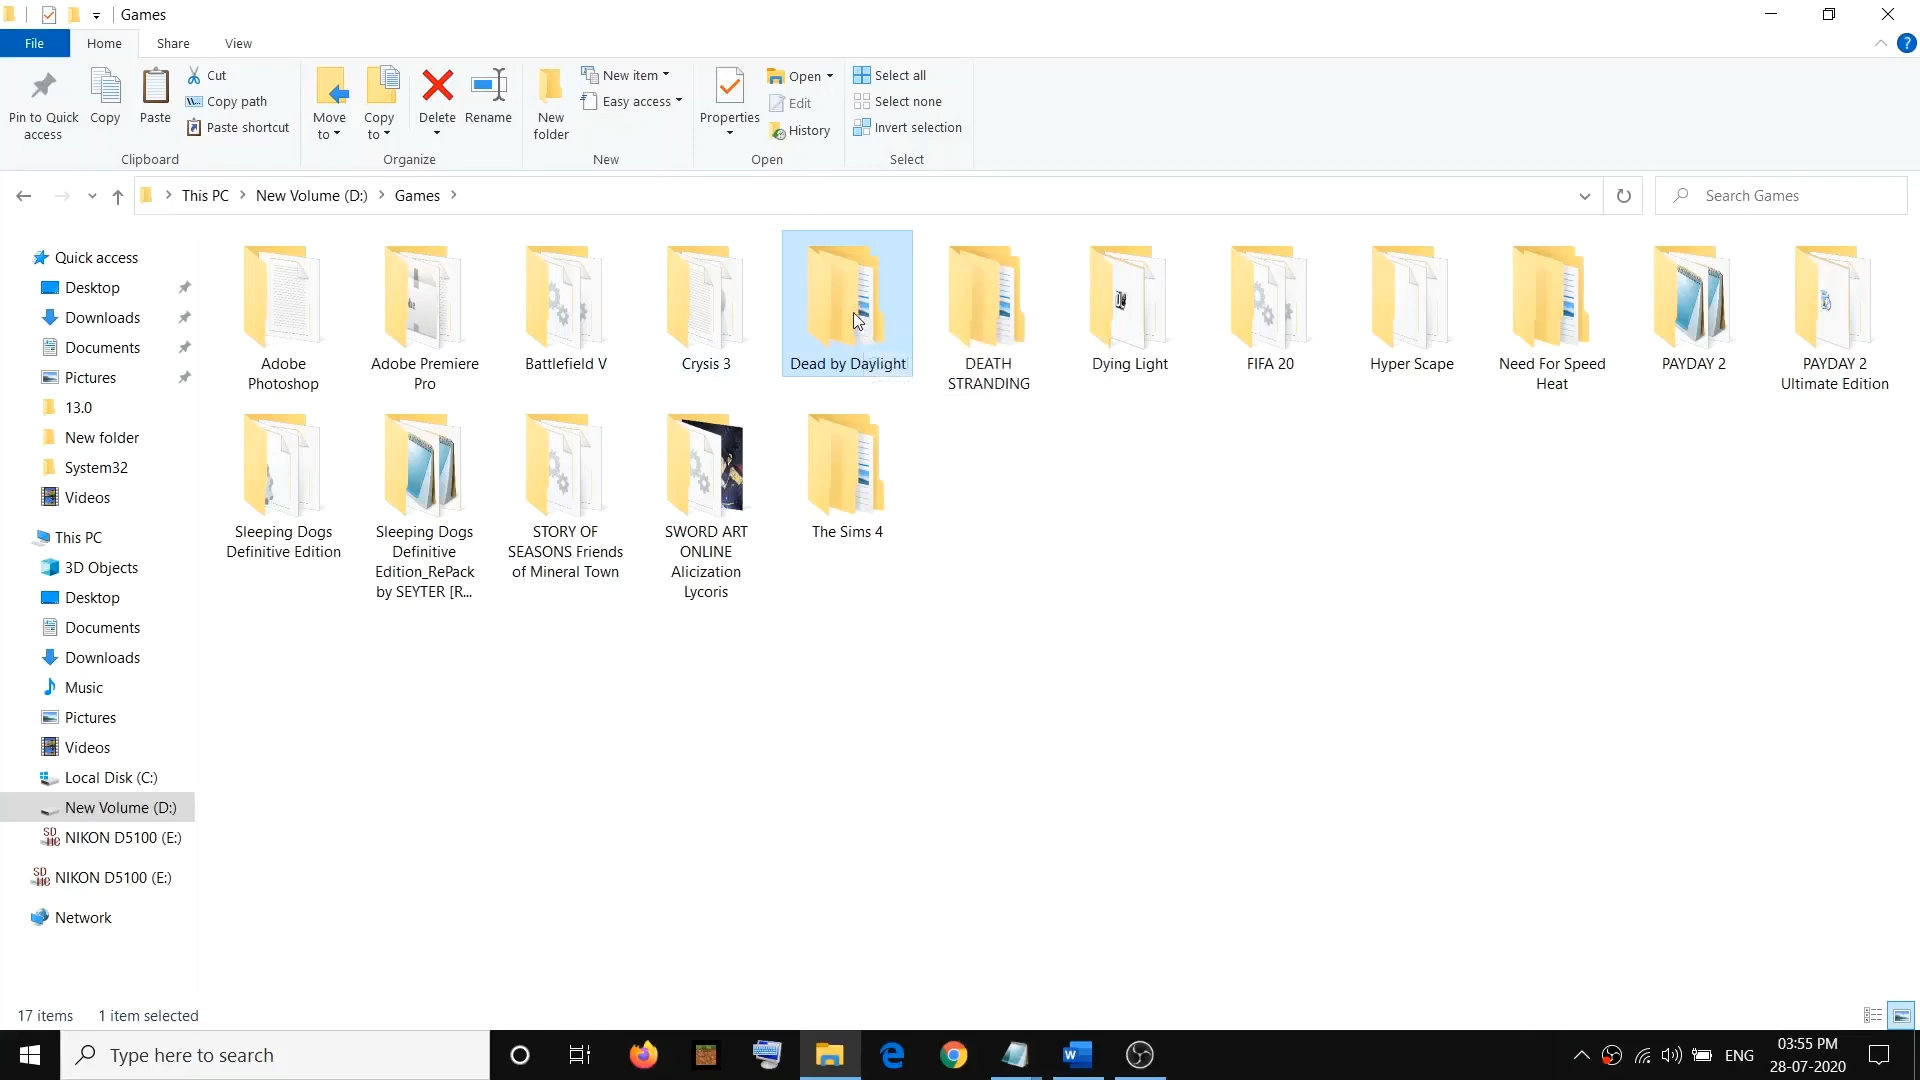 Games
File Home Share View
Pin to Quick access
Copy
Paste
Cut
Copy path
Paste shortcut
Clipboard
Move to
Copy to
Delete
Rename
Organize
New folder
New item
Easy access
New
Properties
Open
Edit
History
Open
Select all
Select none
Invert selection
Select
This PC New Volume (D:) Games
Search Games
Quick access
Desktop
Downloads
Documents
Pictures
13.0
New folder
System32
Videos
This PC
3D Objects
Desktop
Documents
Downloads
Music
Pictures
Videos
Local Disk (C:)
New Volume (D:)
NIKON D5100 (E:)
NIKON D5100 (E:)
Network
Adobe
Photoshop
Adobe Premiere
Pro
Battlefield V
Crysis 3
Dead by Daylight
DEATH
STRANDING
Dying Light
FIFA 20
Hyper Scape
Need For Speed
Heat
PAYDAY 2
PAYDAY 2
Ultimate Edition
Sleeping Dogs
Definitive Edition
Sleeping Dogs
Definitive
Edition_RePack
by SEYTER [R...
STORY OF
SEASONS Friends
of Mineral Town
SWORD ART
ONLINE
Alicization
Lycoris
The Sims 4
17 items 1 item selected
Type here to search
ENG
03:55 PM
28-07-2020